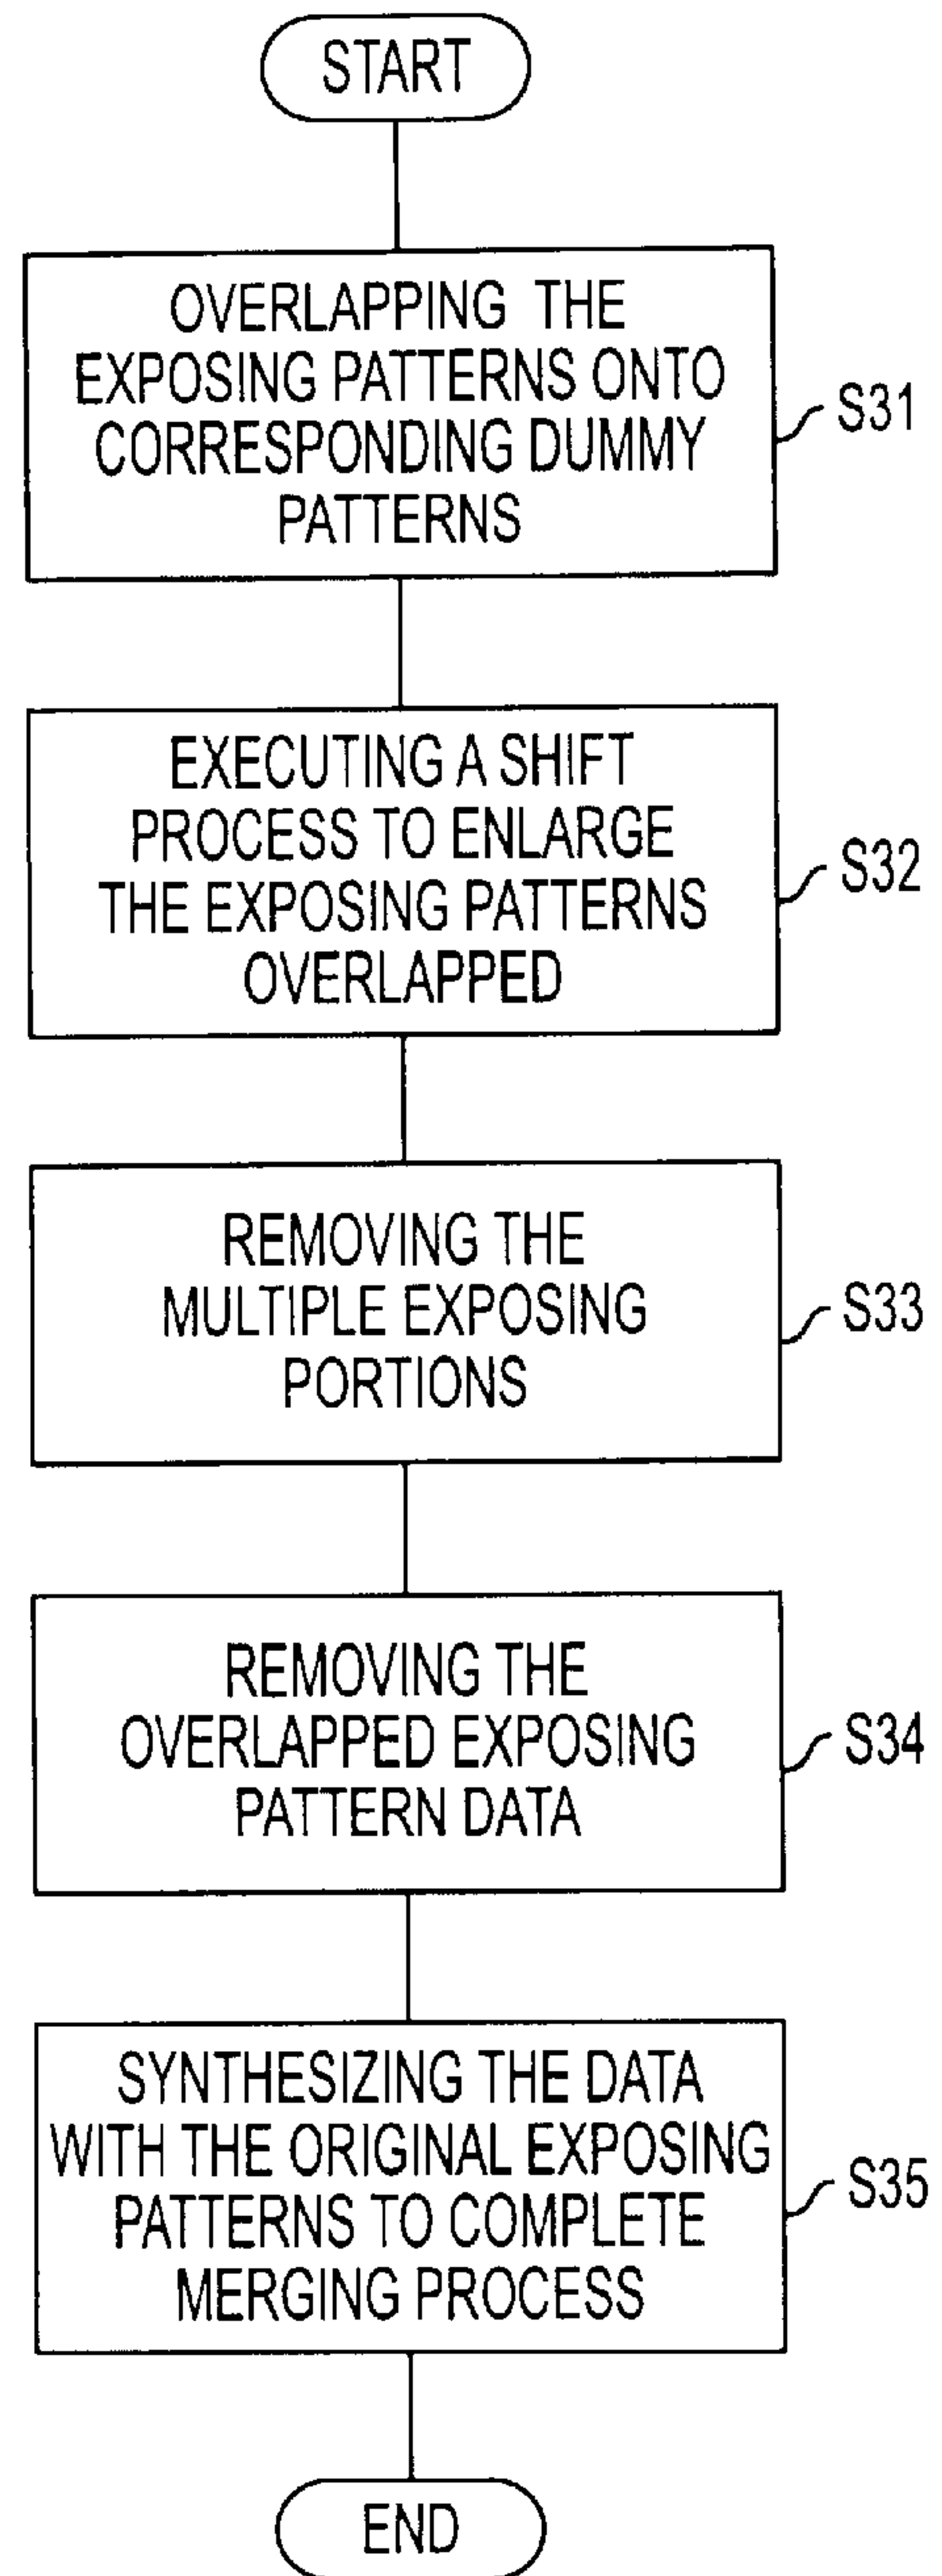 START
OVERLAPPING THE
EXPOSING PATTERNS ONTO
CORRESPONDING DUMMY
PATTERNS
S31
EXECUTING A SHIFT
PROCESS TO ENLARGE
THE EXPOSING PATTERNS
OVERLAPPED
S32
REMOVING THE
MULTIPLE EXPOSING
PORTIONS
S33
REMOVING THE
OVERLAPPED EXPOSING
PATTERN DATA
S34
SYNTHESIZING THE DATA
WITH THE ORIGINAL EXPOSING
PATTERNS TO COMPLETE
MERGING PROCESS
S35
END